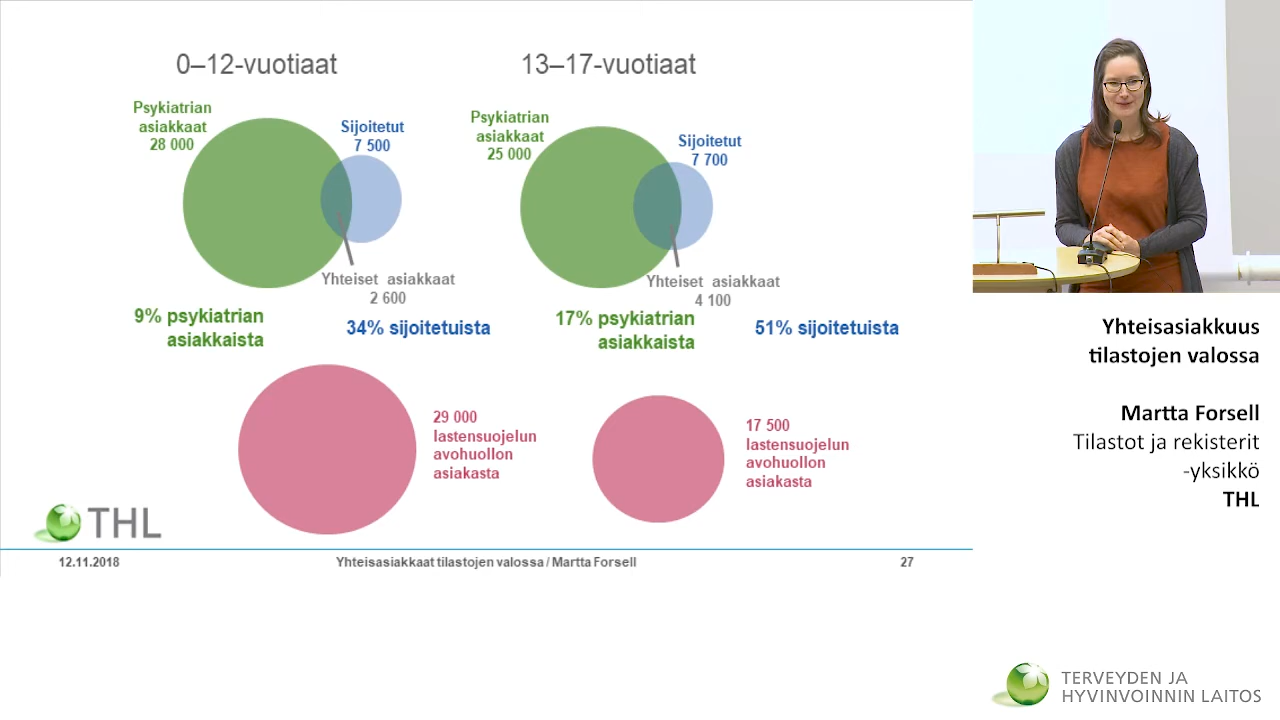 0–12-vuotiaat
Psykiatrian
asiakkaat
28 000
Sijoitetut
7 500
Yhteiset asiakkaat
2 600
9% psykiatrian
asiakkaista
34% sijoitetuista
29 000
lastensuojelun
avohuollon
asiakasta
13–17-vuotiaat
Psykiatrian
asiakkaat
25 000
Sijoitetut
7 700
Yhteiset asiakkaat
4 100
17% psykiatrian
asiakkaista
51% sijoitetuista
17 500
lastensuojelun
avohuollon
asiakasta
THL
12.11.2018
Yhteisasiakkaat tilastojen valossa / Martta Forsell
27
Yhteisasiakkuus
tilastojen valossa
Martta Forsell
Tilastot ja rekisterit
-yksikkö
THL
TERVEYDEN JA
HYVINVOINNIN LAITOS